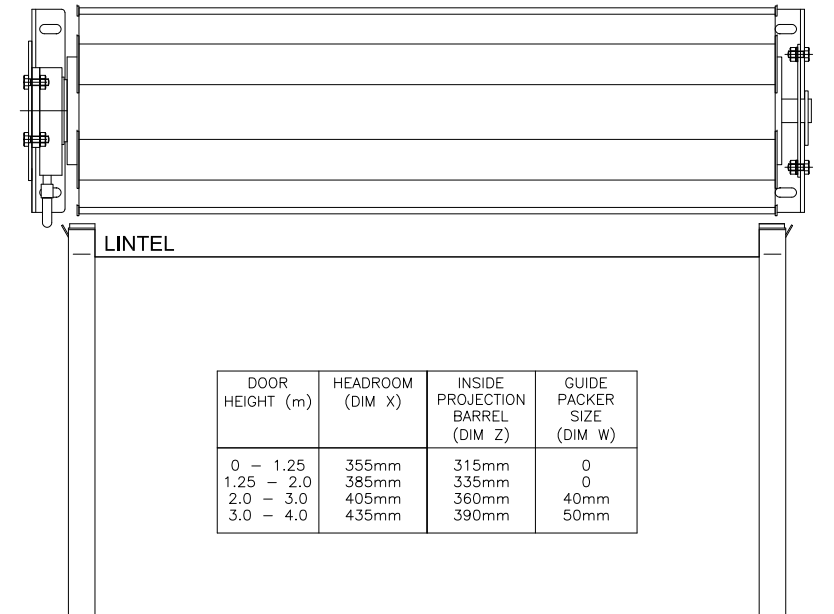 LINTEL
DOOR HEIGHT (m) HEADROOM (DIM X) INSIDE PROJECTION BARREL (DIM Z) GUIDE PACKER SIZE (DIM W)
0 - 1.25 355mm 315mm 0
1.25 - 2.0 385mm 335mm 0
2.0 - 3.0 405mm 360mm 40mm
3.0 - 4.0 435mm 390mm 50mm